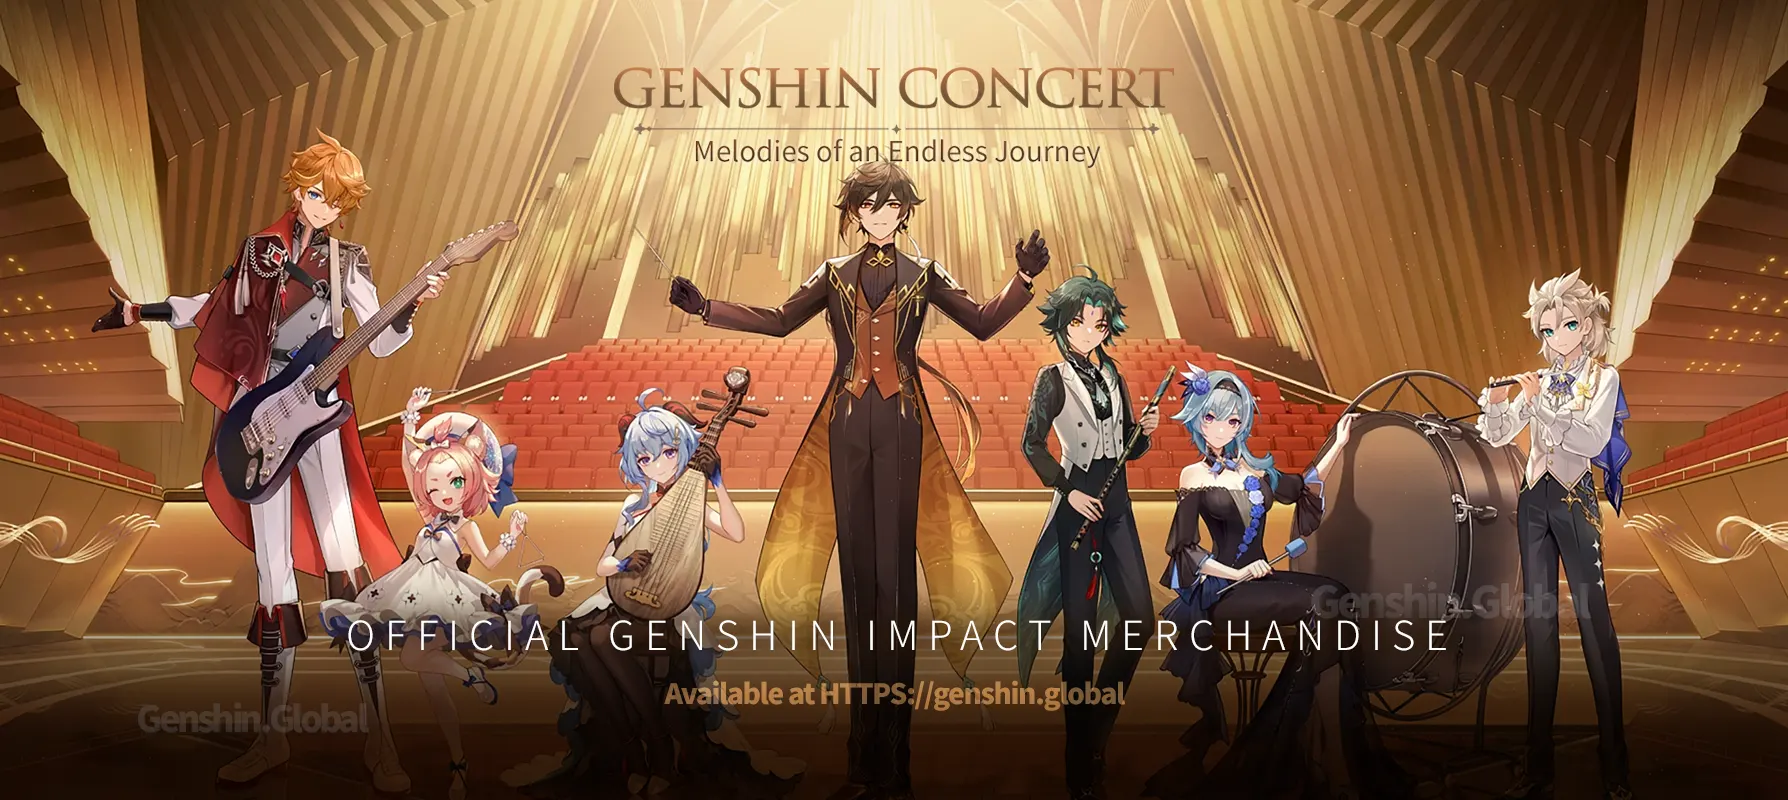 GENSHIN CONCERT
Melodies of an Endless Journey
Genshin.Global
OFFICIAL GENSHIN IMPACT MERCHANDISE
Available at HTTPS://genshin.global
Genshin.Global